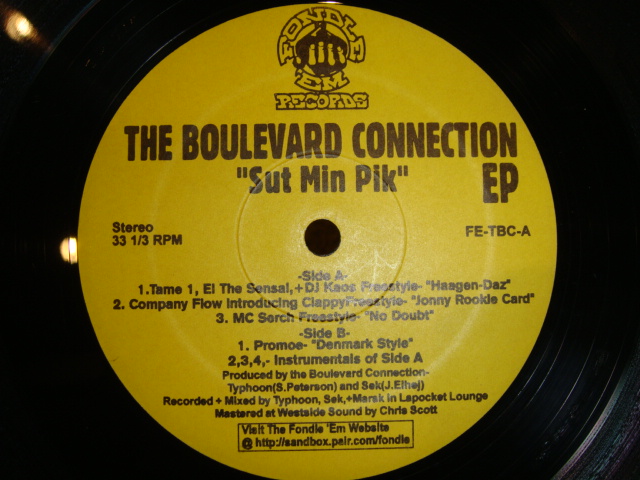 FONDLE
'EM
RECORDS
THE BOULEVARD CONNECTION
"Sut Min Pik" EP
Stereo
33 1/3 RPM
FE-TBC-A
-Side A-
1.Tame 1, El The Sensai,+DJ Kaos Freestyle- "Haagen-Daz"
2. Company Flow Introducing ClappyFreestyle- "Jonny Rookie Card"
3. MC Serch Freestyle- "No Doubt"
-Side B-
1. Promoe- "Denmark Style"
2,3,4,- Instrumentals of Side A
Produced by the Boulevard Connection-
Typhoon(S.Peterson) and Sek(J.Elhej)
Recorded + Mixed by Typhoon, Sek,+Marsk in Lapocket Lounge
Mastered at Westside Sound by Chris Scott
Visit The Fondle 'Em Website
@ http://sandbox.pair.com/fondle